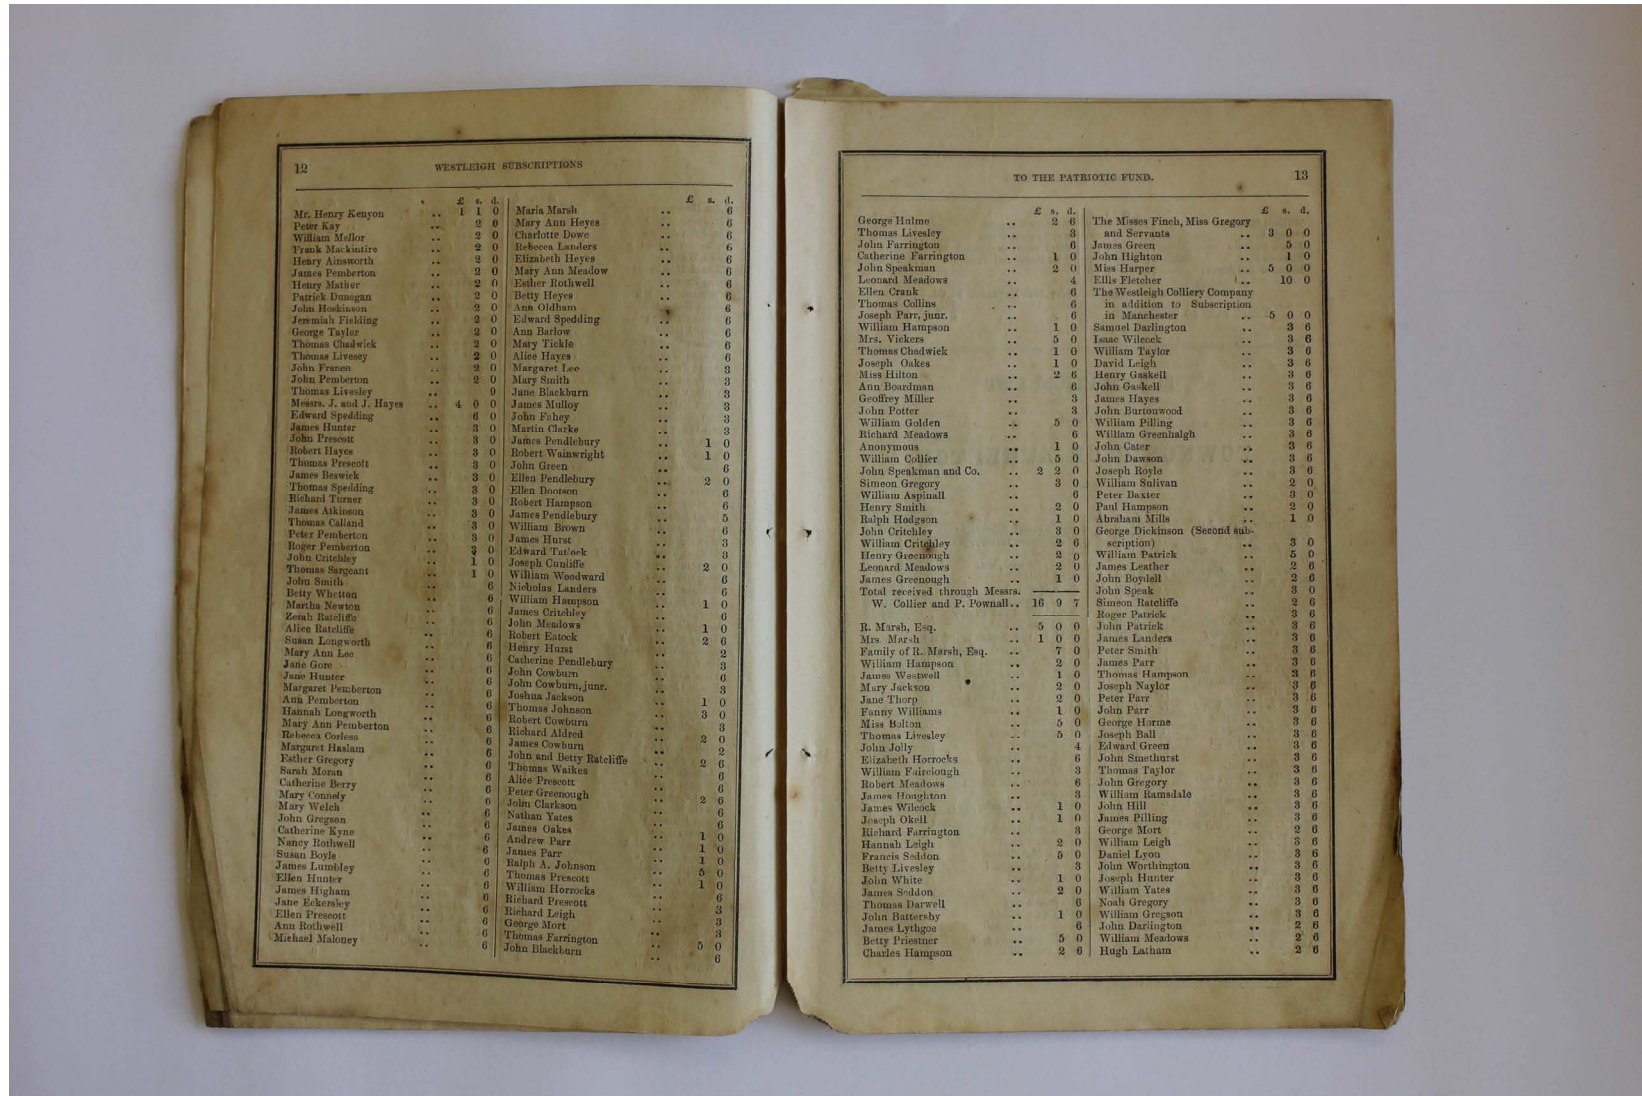 12
WESTLEIGH SUBSCRIPTIONS
£ s. d.
Mr. Henry Kenyon .. 1 1 0
Peter Kay .. 2 0
William Mellor .. 2 0
Frank Mackintire .. 2 0
Henry Ainsworth .. 2 0
James Pemberton .. 2 0
Henry Mather .. 2 0
Patrick Dunegan .. 2 0
John Hoskinson .. 2 0
Jeremiah Fielding .. 2 0
George Taylor .. 2 0
Thomas Chadwick .. 2 0
Thomas Livesey .. 2 0
John France .. 2 0
John Pemberton .. 2 0
Thomas Livesley .. 9
Messrs. J. and J. Hayes .. 4 0 0
Edward Spedding .. 6 0
James Hunter .. 3 0
John Prescott .. 3 0
Robert Hayes .. 3 0
Thomas Prescott .. 3 0
James Beswick .. 3 0
Thomas Spedding .. 3 0
Richard Turner .. 3 0
James Atkinson .. 3 0
Thomas Calland .. 3 0
Peter Pemberton .. 3 0
Roger Pemberton .. 3 0
John Critchley .. 1 0
Thomas Sargeant .. 1 0
John Smith .. 6
Betty Whetton .. 6
Martha Newton .. 6
Zerah Ratcliffe .. 6
Alice Ratcliffe .. 6
Susan Longworth .. 6
Mary Ann Lee .. 6
Jane Gore .. 6
Jane Hunter .. 6
Margaret Pemberton .. 6
Ann Pemberton .. 6
Hannah Longworth .. 6
Mary Ann Pemberton .. 6
Rebecca Corless .. 6
Margaret Haslam .. 6
Esther Gregory .. 6
Sarah Moran .. 6
Catherine Berry .. 6
Mary Connely .. 6
Mary Welch .. 6
John Gregson .. 6
Catherine Kyne .. 6
Nancy Rothwell .. 6
Susan Boyle .. 6
James Lumbley .. 6
Ellen Hunter .. 6
James Higham .. 6
Jane Eckersley .. 6
Ellen Prescott .. 6
Ann Rothwell .. 6
Michael Maloney .. 6
£ s. d.
Maria Marsh .. 6
Mary Ann Heyes .. 6
Charlotte Dowe .. 6
Rebecca Landers .. 6
Elizabeth Heyes .. 6
Mary Ann Meadow .. 6
Esther Rothwell .. 6
Betty Heyes .. 6
Ann Oldham .. 6
Edward Spedding .. 6
Ann Barlow .. 6
Mary Tickle .. 6
Alice Hayes .. 6
Margaret Lee .. 3
Mary Smith .. 3
Jane Blackburn .. 3
James Mulloy .. 3
John Fahey .. 3
Martin Clarke .. 3
James Pendlebury .. 1 0
Robert Wainwright .. 1 0
John Green .. 6
Ellen Pendlebury .. 2 0
Ellen Dootson .. 6
Robert Hampson .. 6
James Pendlebury .. 5
William Brown .. 6
James Hurst .. 3
Edward Tatlock .. 3
Joseph Cunliffe .. 2 0
William Woodward .. 6
Nicholas Landers .. 6
William Hampson .. 1 0
James Critchley .. 6
John Meadows .. 1 0
Robert Eatock .. 2 6
Henry Hurst .. 2
Catherine Pendlebury .. 3
John Cowburn .. 6
John Cowburn, junr. .. 3
Joshua Jackson .. 1 0
Thomas Johnson .. 3 0
Robert Cowburn .. 3
Richard Aldred .. 2 0
James Cowburn .. 2
John and Betty Ratcliffe .. 2 6
Thomas Waikes .. 6
Alice Prescott .. 6
Peter Greenough .. 2 6
John Clarkson .. 6
Nathan Yates .. 6
James Oakes .. 1 0
Andrew Parr .. 1 0
James Parr .. 1 0
Ralph A. Johnson .. 5 0
Thomas Prescott .. 1 0
William Horrocks .. 6
Richard Prescott .. 3
Richard Leigh .. 3
George Mort .. 3
Thomas Farrington .. 5 0
John Blackburn .. 6
TO THE PATRIOTIC FUND.
13
£ s. d.
George Hulme .. 2 6
Thomas Livesley .. 3
John Farrington .. 6
Catherine Farrington .. 1 0
John Speakman .. 2 0
Leonard Meadows .. 4
Ellen Crank .. 6
Thomas Collins .. 6
Joseph Parr, junr. .. 6
William Hampson .. 1 0
Mrs. Vickers .. 5 0
Thomas Chadwick .. 1 0
Joseph Oakes .. 1 0
Miss Hilton .. 2 6
Ann Boardman .. 6
Geoffrey Miller .. 3
John Potter .. 3
William Golden .. 5 0
Richard Meadows .. 6
Anonymous .. 1 0
William Collier .. 5 0
John Speakman and Co. .. 2 2 0
Simeon Gregory .. 3 0
William Aspinall .. 6
Henry Smith .. 2 0
Ralph Hodgson .. 1 0
John Critchley .. 3 0
William Critchley .. 2 6
Henry Greenough .. 2 0
Leonard Meadows .. 2 0
James Greenough .. 1 0
Total received through Messrs.
W. Collier and P. Pownall .. 16 9 7
R. Marsh, Esq. .. 5 0 0
Mrs. Marsh .. 1 0 0
Family of R. Marsh, Esq. .. 7 0
William Hampson .. 2 0
James Westwell .. 1 0
Mary Jackson .. 2 0
Jane Thorp .. 2 0
Fanny Williams .. 1 0
Miss Bolton .. 5 0
Thomas Livesley .. 5 0
John Jolly .. 4
Elizabeth Horrocks .. 6
William Fairclough .. 3
Robert Meadows .. 6
James Houghton .. 3
James Wilcock .. 1 0
Joseph Okell .. 1 0
Richard Farrington .. 3
Hannah Leigh .. 2 0
Francis Seddon .. 5 0
Betty Livesley .. 3
John White .. 1 0
James Seddon .. 2 0
Thomas Darwell .. 6
John Battersby .. 1 0
James Lythgoe .. 6
Betty Priestner .. 5 0
Charles Hampson .. 2 6
£ s. d.
The Misses Finch, Miss Gregory
and Servants .. 3 0 0
James Green .. 5 0
John Highton .. 1 0
Miss Harper .. 5 0 0
Ellis Fletcher .. 10 0
The Westleigh Colliery Company
in addition to Subscription
in Manchester .. 5 0 0
Samuel Darlington .. 3 6
Isaac Wilcock .. 3 6
William Taylor .. 3 6
David Leigh .. 3 6
Henry Gaskell .. 3 6
John Gaskell .. 3 6
James Hayes .. 3 6
John Burtonwood .. 3 6
William Pilling .. 3 6
William Greenhalgh .. 3 6
John Cater .. 3 6
John Dawson .. 3 6
Joseph Royle .. 3 6
William Sulivan .. 2 0
Peter Daxter .. 3 0
Paul Hampson .. 2 0
Abraham Mills .. 1 0
George Dickinson (Second sub-
scription) .. 3 0
William Patrick .. 5 0
James Leather .. 2 6
John Boydell .. 2 6
John Speak .. 3 0
Simeon Ratcliffe .. 2 6
Roger Patrick .. 3 6
John Patrick .. 3 6
James Landers .. 3 6
Peter Smith .. 3 6
James Parr .. 3 6
Thomas Hampson .. 3 6
Joseph Naylor .. 3 6
Peter Parr .. 3 6
John Parr .. 3 6
George Horme .. 3 6
Joseph Ball .. 3 6
Edward Green .. 3 6
John Smethurst .. 3 6
Thomas Taylor .. 3 6
John Gregory .. 3 6
William Ramsdale .. 3 6
John Hill .. 3 6
James Pilling .. 3 6
George Mort .. 2 6
William Leigh .. 3 6
Daniel Lyon .. 3 6
John Worthington .. 3 6
Joseph Hunter .. 3 6
William Yates .. 3 6
Noah Gregory .. 3 6
William Gregson .. 3 6
John Darlington .. 2 6
William Meadows .. 2 6
Hugh Latham .. 2 6